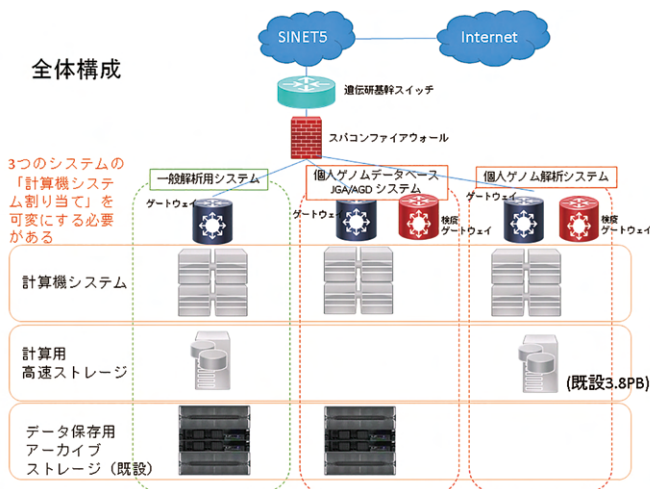 SINET5
Internet
全体構成
遺伝研基幹スイッチ
スパコンファイアウォール
3つのシステムの
「計算機システ
ム割り当て」を
可変にする必要
がある
一般解析用システム
ゲートウェイ
個人ゲノムデータベース
JGA/AGD システム
ゲートウェイ
検疫
ゲートウェイ
個人ゲノム解析システム
ゲートウェイ
検疫
ゲートウェイ
計算機システム
計算用
高速ストレージ
(既設3.8PB)
データ保存用
アーカイブ
ストレージ（既設）